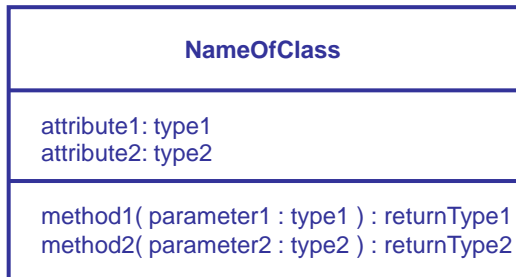 NameOfClass
attribute1: type1
attribute2: type2
method1( parameter1 : type1 ) : returnType1
method2( parameter2 : type2 ) : returnType2